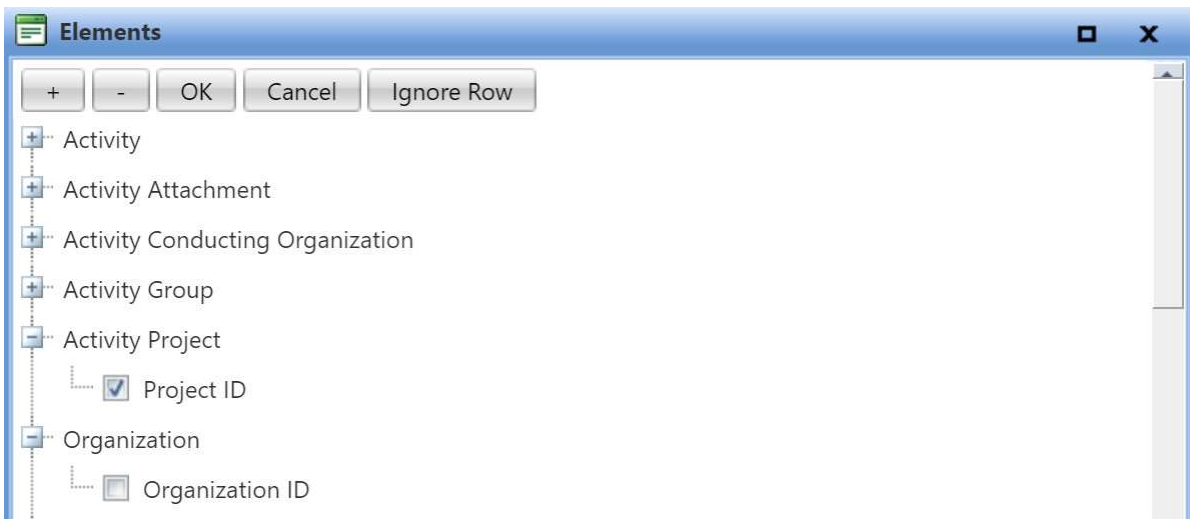 Elements
+ - OK Cancel Ignore Row
Activity
Activity Attachment
Activity Conducting Organization
Activity Group
Activity Project
Project ID
Organization
Organization ID